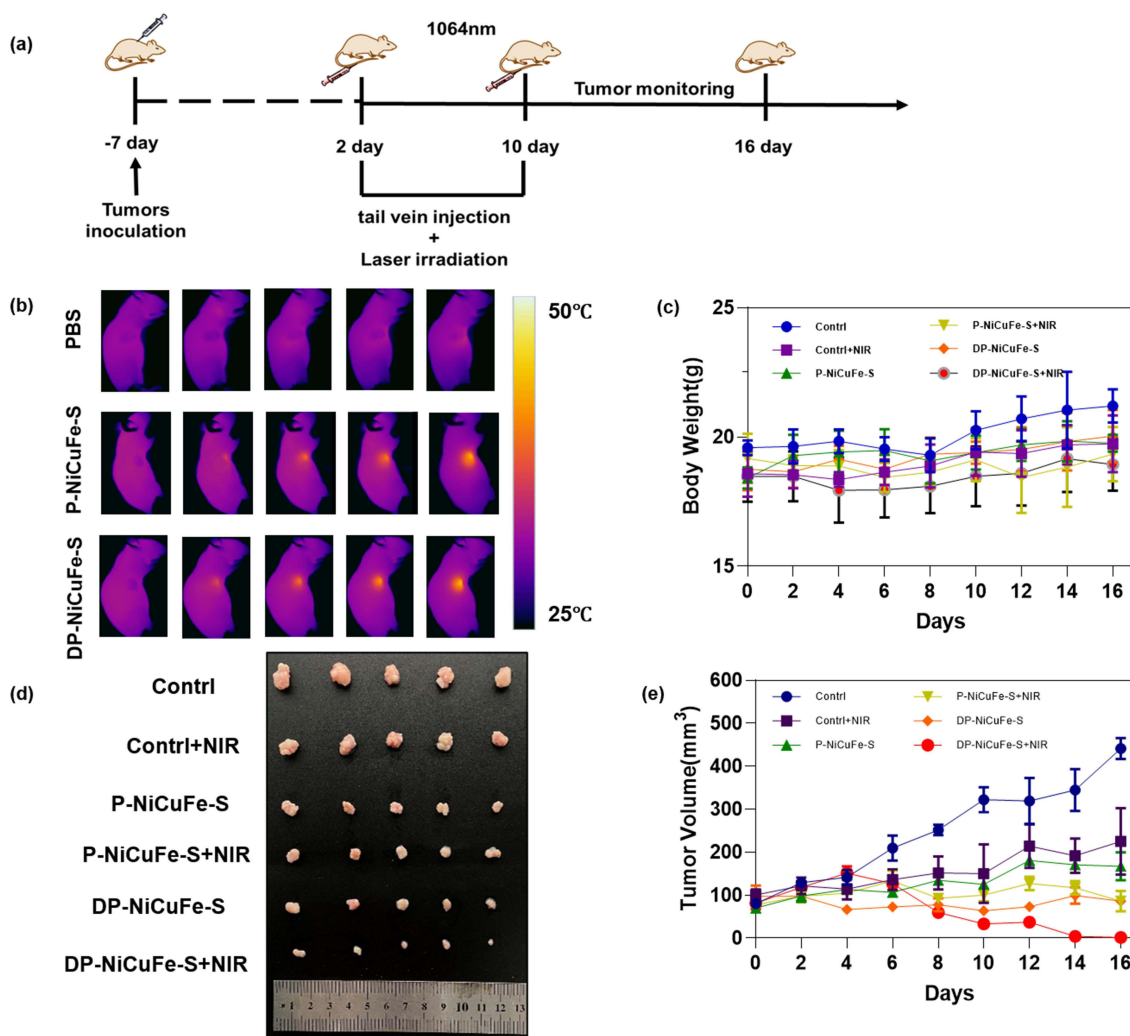 (a)
1064nm
Tumor monitoring
-7 day
2 day
10 day
16 day
Tumors
inoculation
tail vein injection
+
Laser irradiation
(b)
PBS
P-NiCuFe-S
DP-NiCuFe-S
50℃
25℃
(c)
Contrl
Contrl+NIR
P-NiCuFe-S
P-NiCuFe-S+NIR
DP-NiCuFe-S
DP-NiCuFe-S+NIR
Body Weight(g)
25
20
15
0 2 4 6 8 10 12 14 16
Days
(d)
Contrl
Contrl+NIR
P-NiCuFe-S
P-NiCuFe-S+NIR
DP-NiCuFe-S
DP-NiCuFe-S+NIR
1 2 3 4 5 6 7 8 9 10 11 12 13
(e)
Contrl
Contrl+NIR
P-NiCuFe-S
P-NiCuFe-S+NIR
DP-NiCuFe-S
DP-NiCuFe-S+NIR
Tumor Volume(mm³)
600
500
400
300
200
100
0
0 2 4 6 8 10 12 14 16
Days